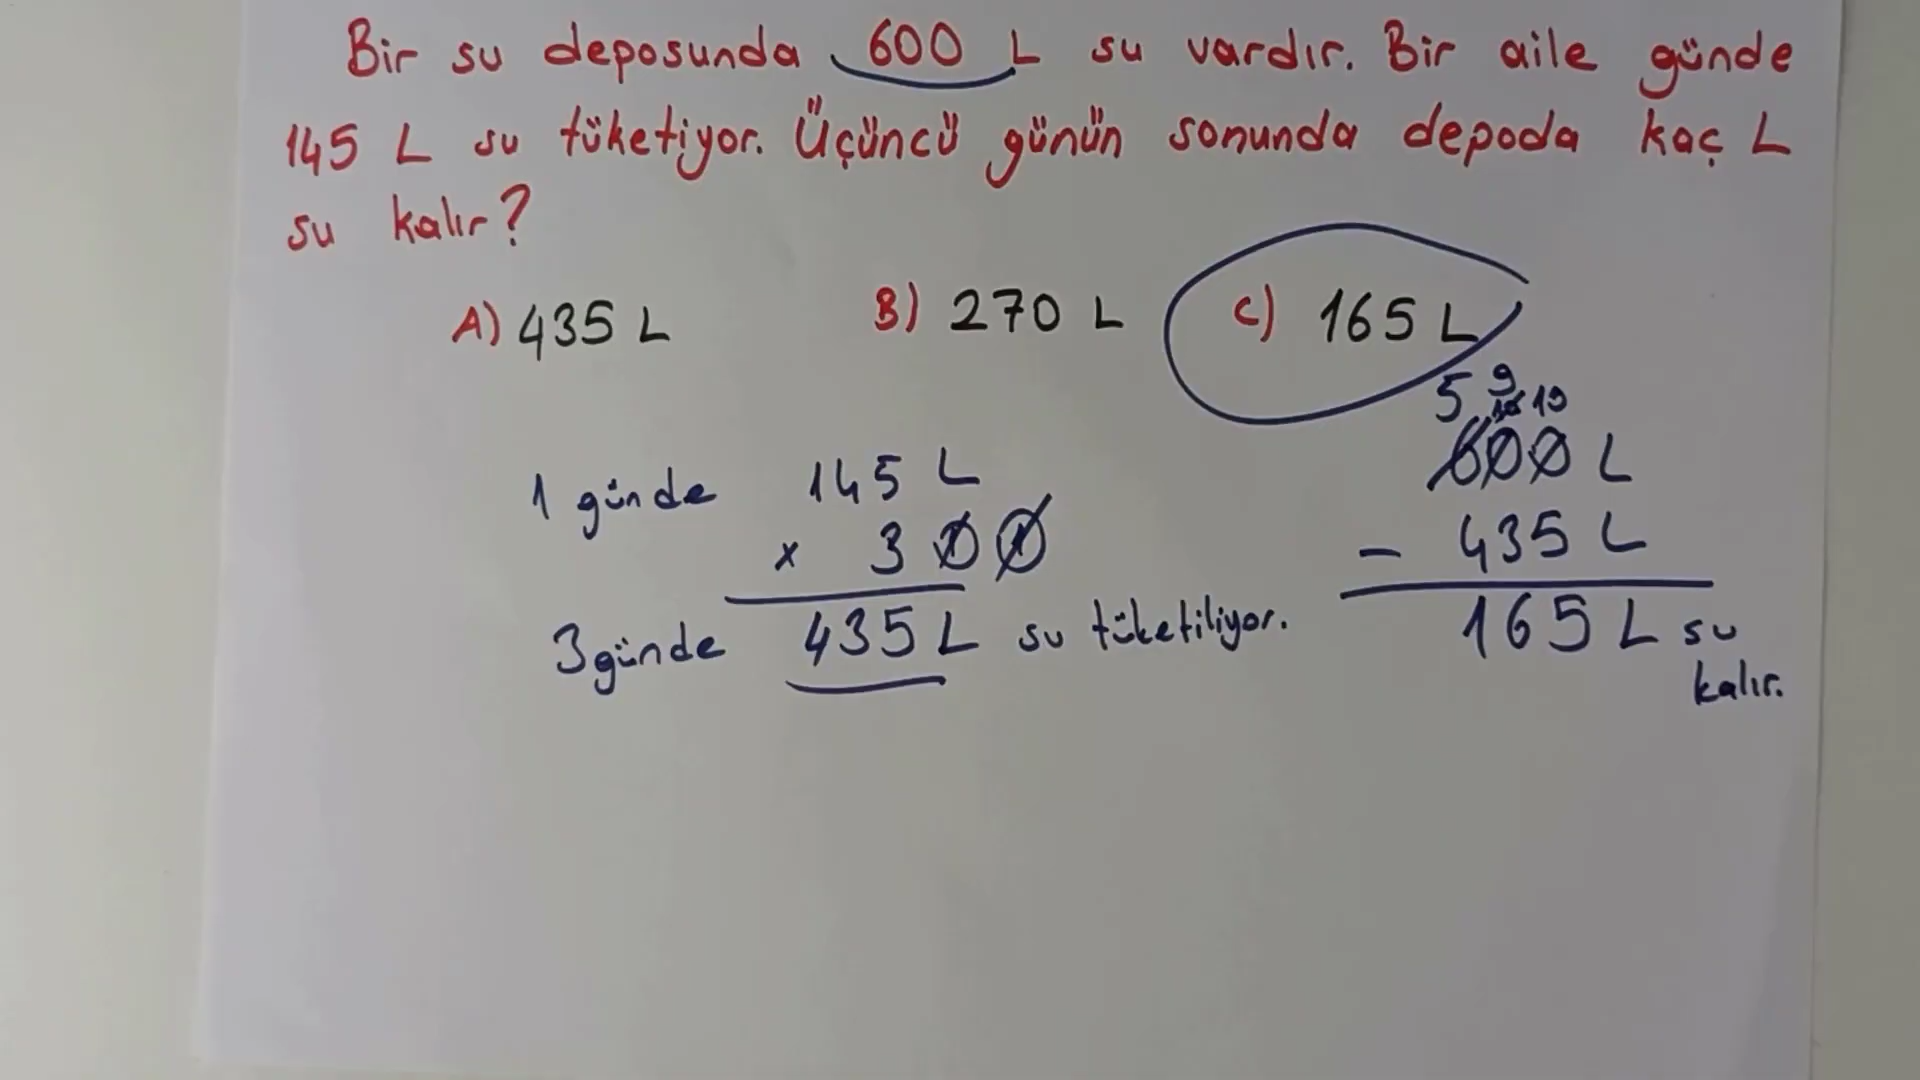 Bir su deposunda 600 L su vardır. Bir aile günde
145 L su tüketiyor. Üçüncü günün sonunda depoda kaç L
su kalır?
A) 435 L B) 270 L C) 165 L
5 9 10 10
1 günde 145 L 600 L
x 3 - 435 L
3 günde 435 L su tüketiliyor. 165 L su
kalır.